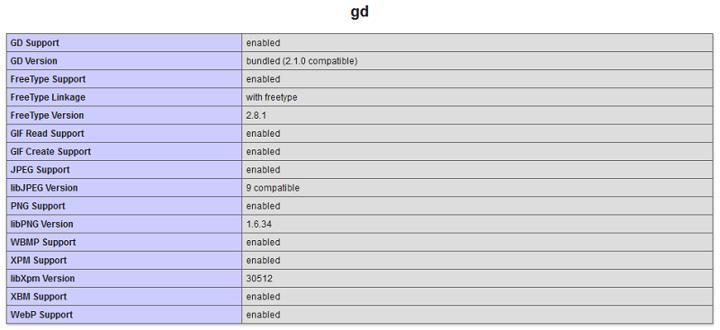 gd
GD Support enabled
GD Version bundled (2.1.0 compatible)
FreeType Support enabled
FreeType Linkage with freetype
FreeType Version 2.8.1
GIF Read Support enabled
GIF Create Support enabled
JPEG Support enabled
libJPEG Version 9 compatible
PNG Support enabled
libPNG Version 1.6.34
WBMP Support enabled
XPM Support enabled
libXpm Version 30512
XBM Support enabled
WebP Support enabled